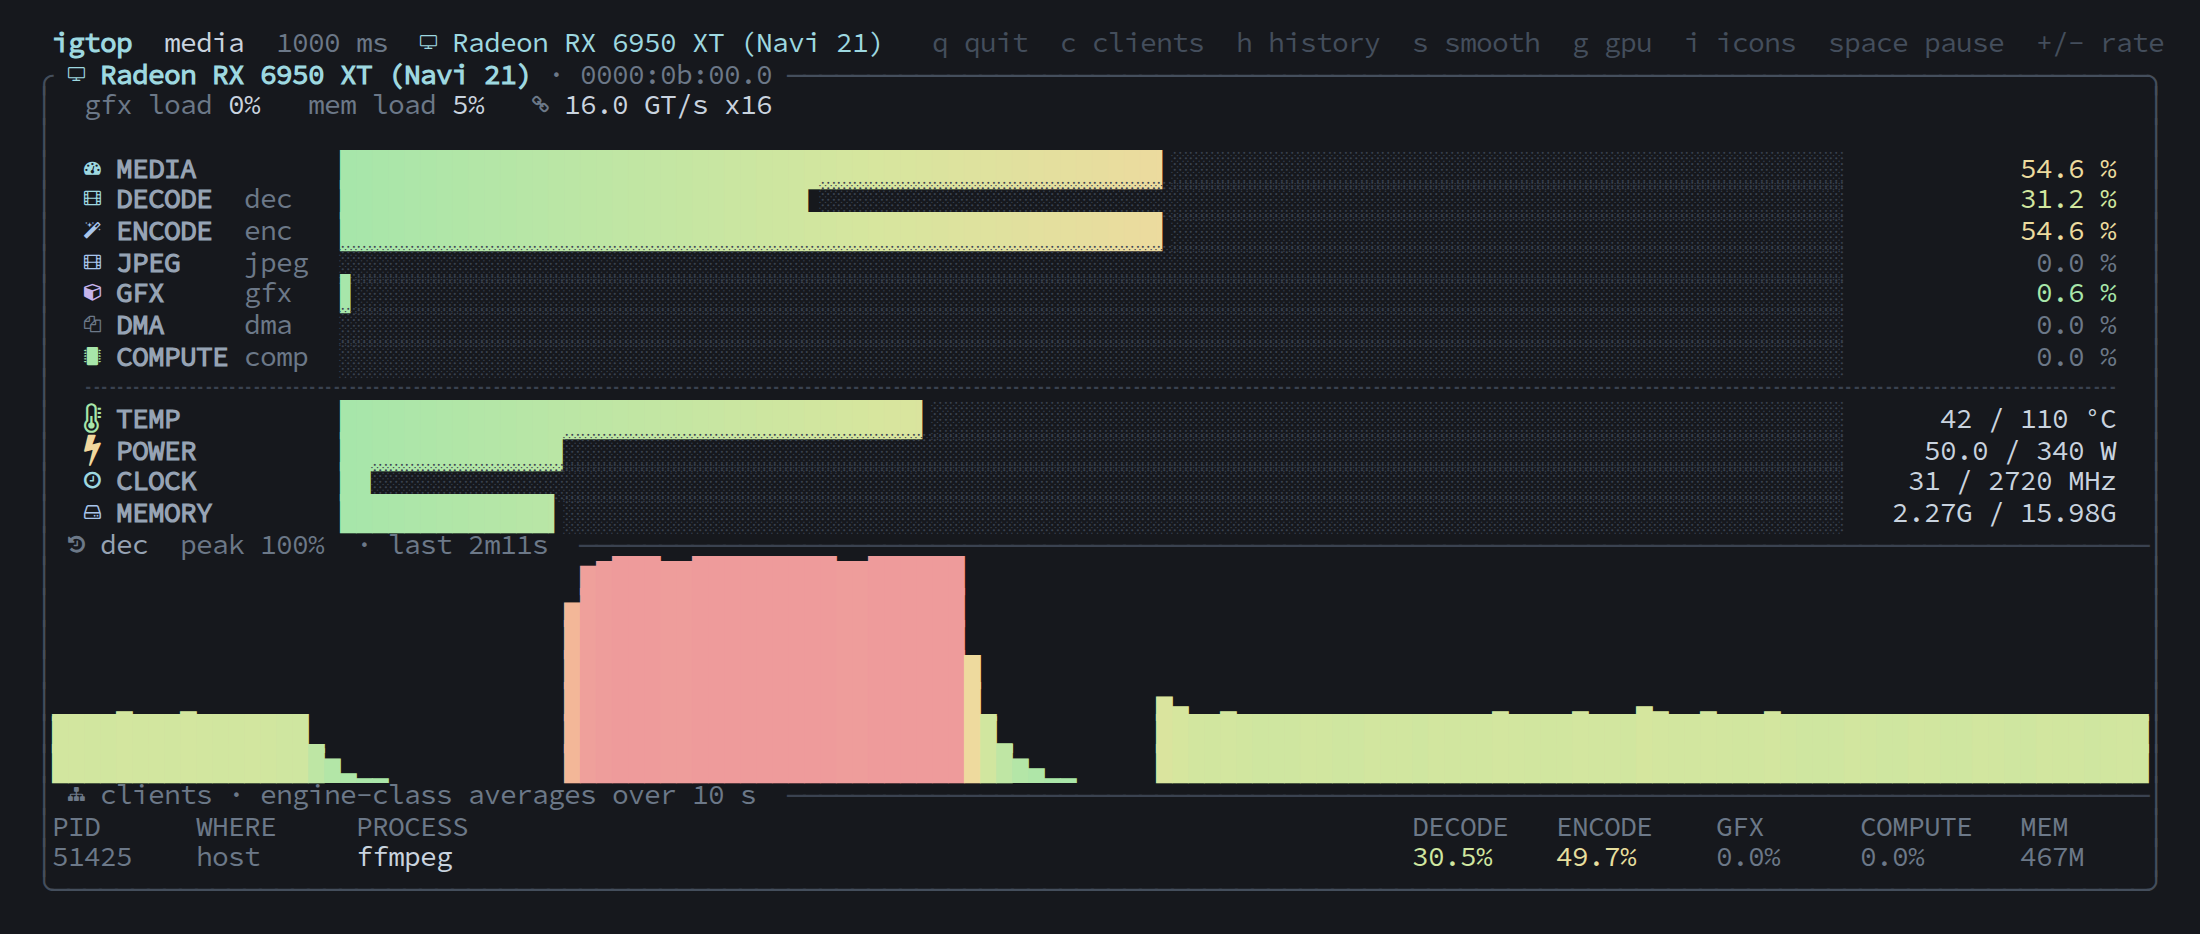 igtop media 1000 ms Radeon RX 6950 XT (Navi 21) q quit c clients h history s smooth g gpu i icons space pause +/- rate
Radeon RX 6950 XT (Navi 21) · 0000:0b:00.0
gfx load 0% mem load 5% 16.0 GT/s x16
MEDIA 54.6 %
DECODE dec 31.2 %
ENCODE enc 54.6 %
JPEG jpeg 0.0 %
GFX gfx 0.6 %
DMA dma 0.0 %
COMPUTE comp 0.0 %
TEMP 42 / 110 °C
POWER 50.0 / 340 W
CLOCK 31 / 2720 MHz
MEMORY 2.27G / 15.98G
dec peak 100% · last 2m11s
clients · engine-class averages over 10 s
PID WHERE PROCESS DECODE ENCODE GFX COMPUTE MEM
51425 host ffmpeg 30.5% 49.7% 0.0% 0.0% 467M